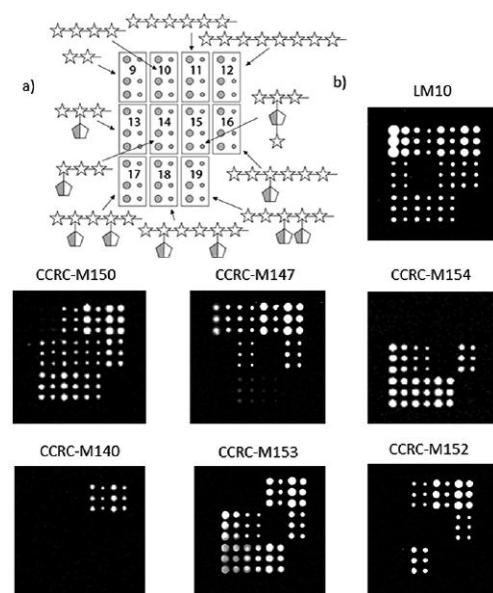 a)
9 10 11 12
13 14 15 16
17 18 19
b)
LM10
CCRC-M150
CCRC-M147
CCRC-M154
CCRC-M140
CCRC-M153
CCRC-M152